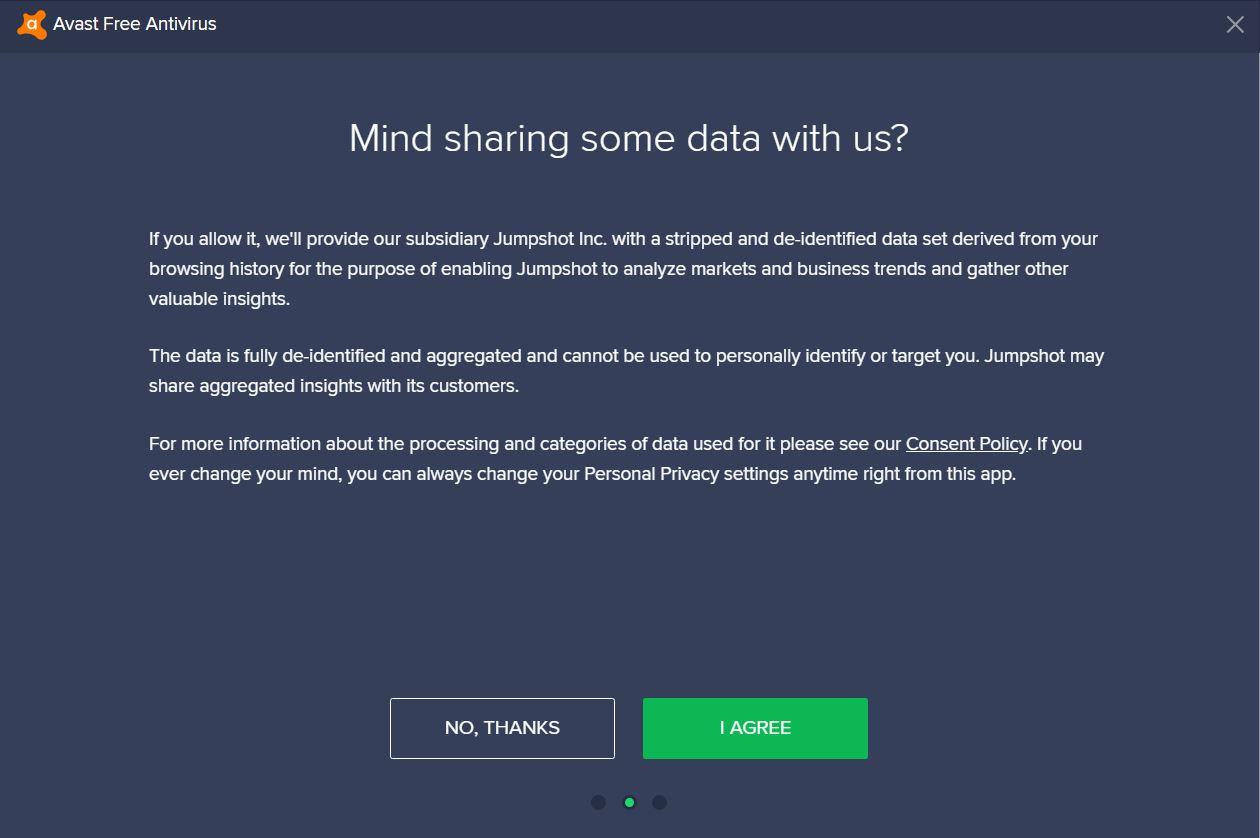 Avast Free Antivirus
Mind sharing some data with us?
If you allow it, we'll provide our subsidiary Jumpshot Inc. with a stripped and de-identified data set derived from your
browsing history for the purpose of enabling Jumpshot to analyze markets and business trends and gather other
valuable insights.
The data is fully de-identified and aggregated and cannot be used to personally identify or target you. Jumpshot may
share aggregated insights with its customers.
For more information about the processing and categories of data used for it please see our Consent Policy. If you
ever change your mind, you can always change your Personal Privacy settings anytime right from this app.
NO, THANKS
I AGREE